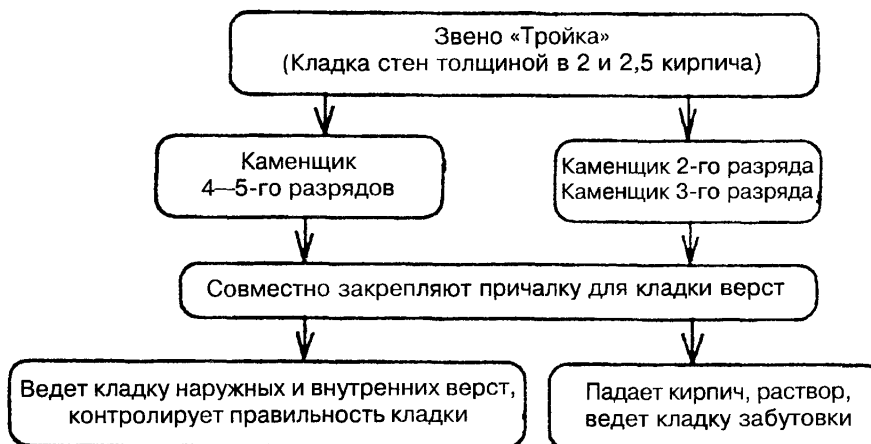 Звено «Тройка»
(Кладка стен толщиной в 2 и 2,5 кирпича)
Каменщик
4—5-го разрядов
Каменщик 2-го разряда
Каменщик 3-го разряда
Совместно закрепляют причалку для кладки верст
Ведет кладку наружных и внутренних верст,
контролирует правильность кладки
Падает кирпич, раствор,
ведет кладку забутовки